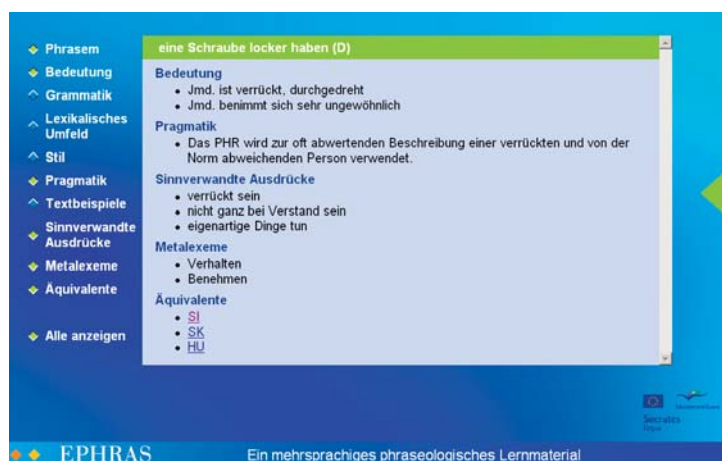 Phrasem
Bedeutung
Grammatik
Lexikalisches
Umfeld
Stil
Pragmatik
Textbeispiele
Sinnverwandte
Ausdrücke
Metalexeme
Äquivalente
Alle anzeigen
eine Schraube locker haben (D)
Bedeutung
Jmd. ist verrückt, durchgedreht
Jmd. benimmt sich sehr ungewöhnlich
Pragmatik
Das PHR wird zur oft abwertenden Beschreibung einer verrückten und von der
Norm abweichenden Person verwendet.
Sinnverwandte Ausdrücke
verrückt sein
nicht ganz bei Verstand sein
eigenartige Dinge tun
Metalexeme
Verhalten
Benehmen
Äquivalente
SI
SK
HU
Socrates
EPHRAS
Ein mehrsprachiges phraseologisches Lernmaterial